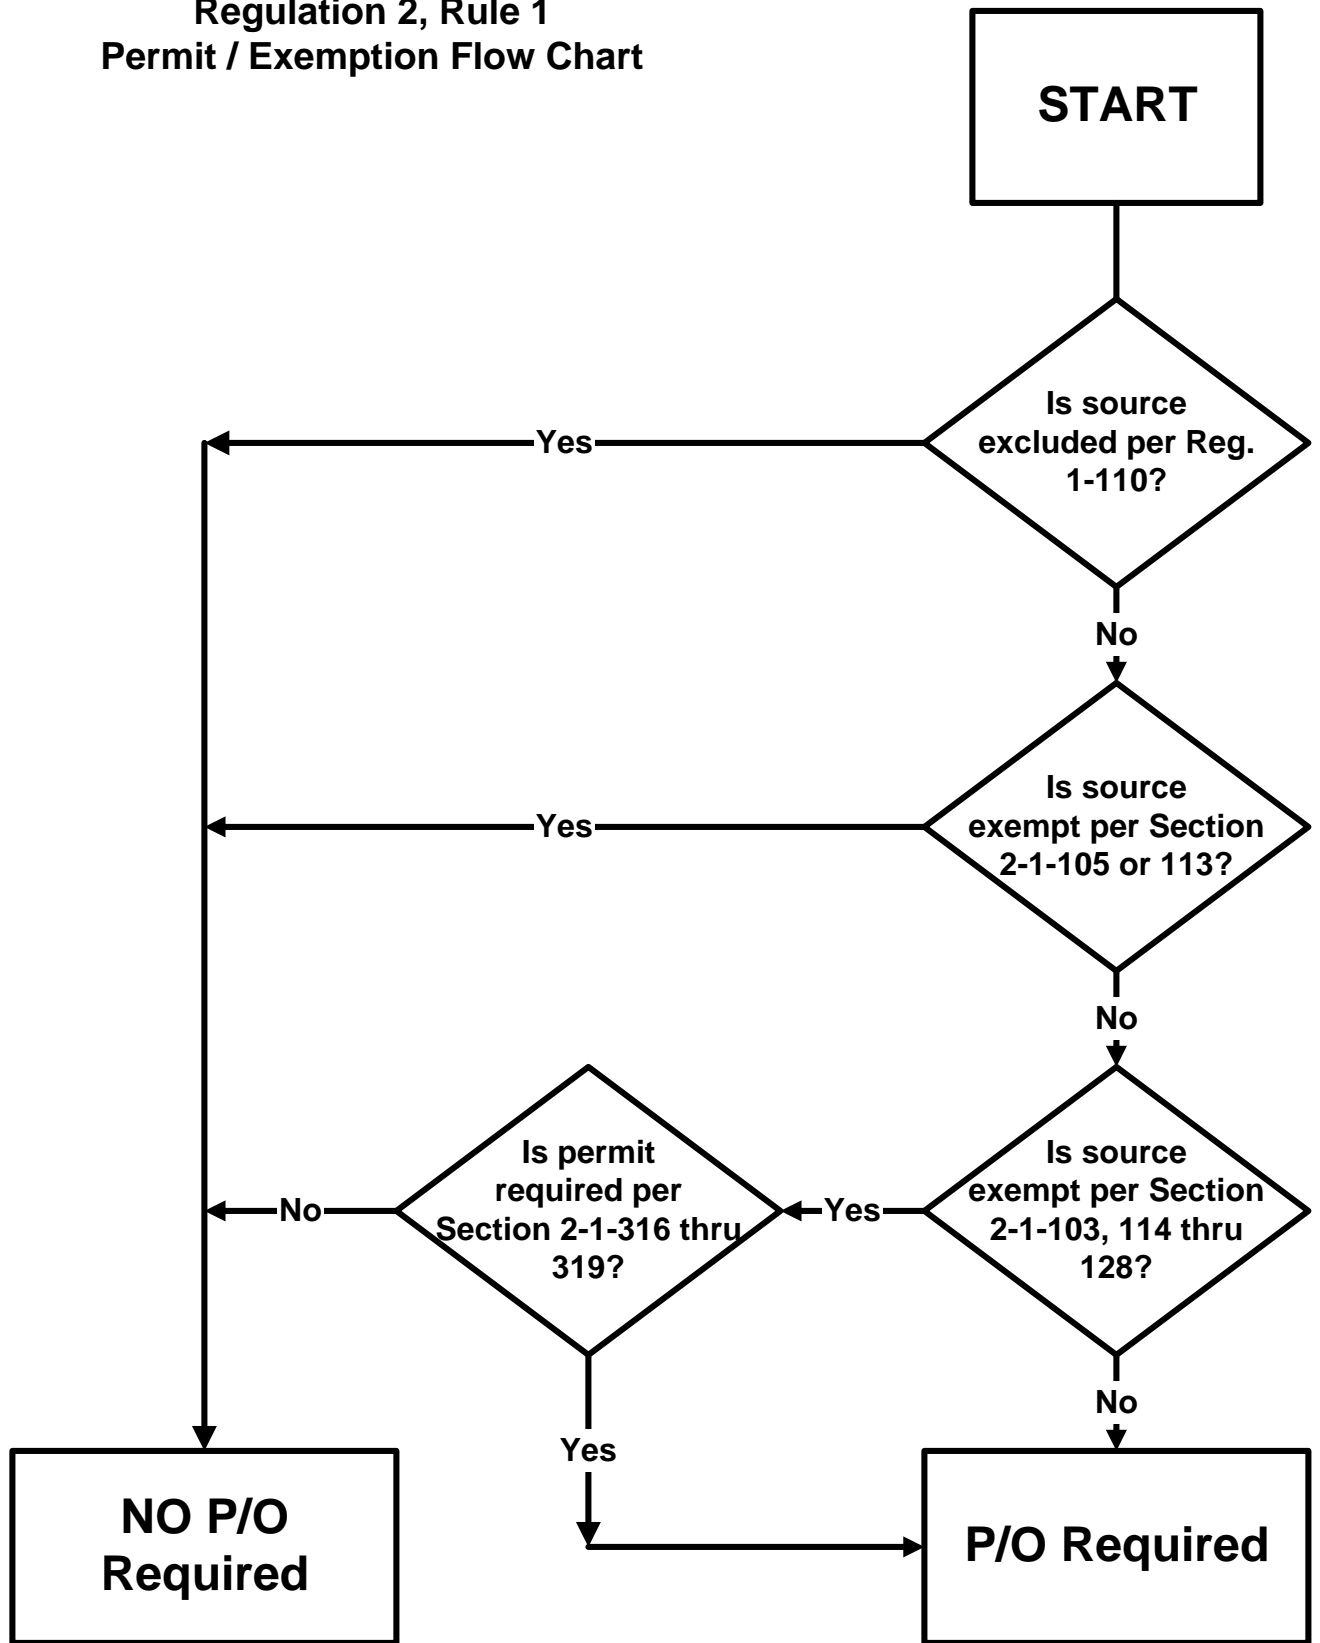 Regulation 2, Rule 1
Permit / Exemption Flow Chart
START
Is source
excluded per Reg.
1-110?
Yes
No
Is source
exempt per Section
2-1-105 or 113?
Yes
No
Is source
exempt per Section
2-1-103, 114 thru
128?
Yes
Is permit
required per
Section 2-1-316 thru
319?
No
No
Yes
NO P/O
Required
P/O Required